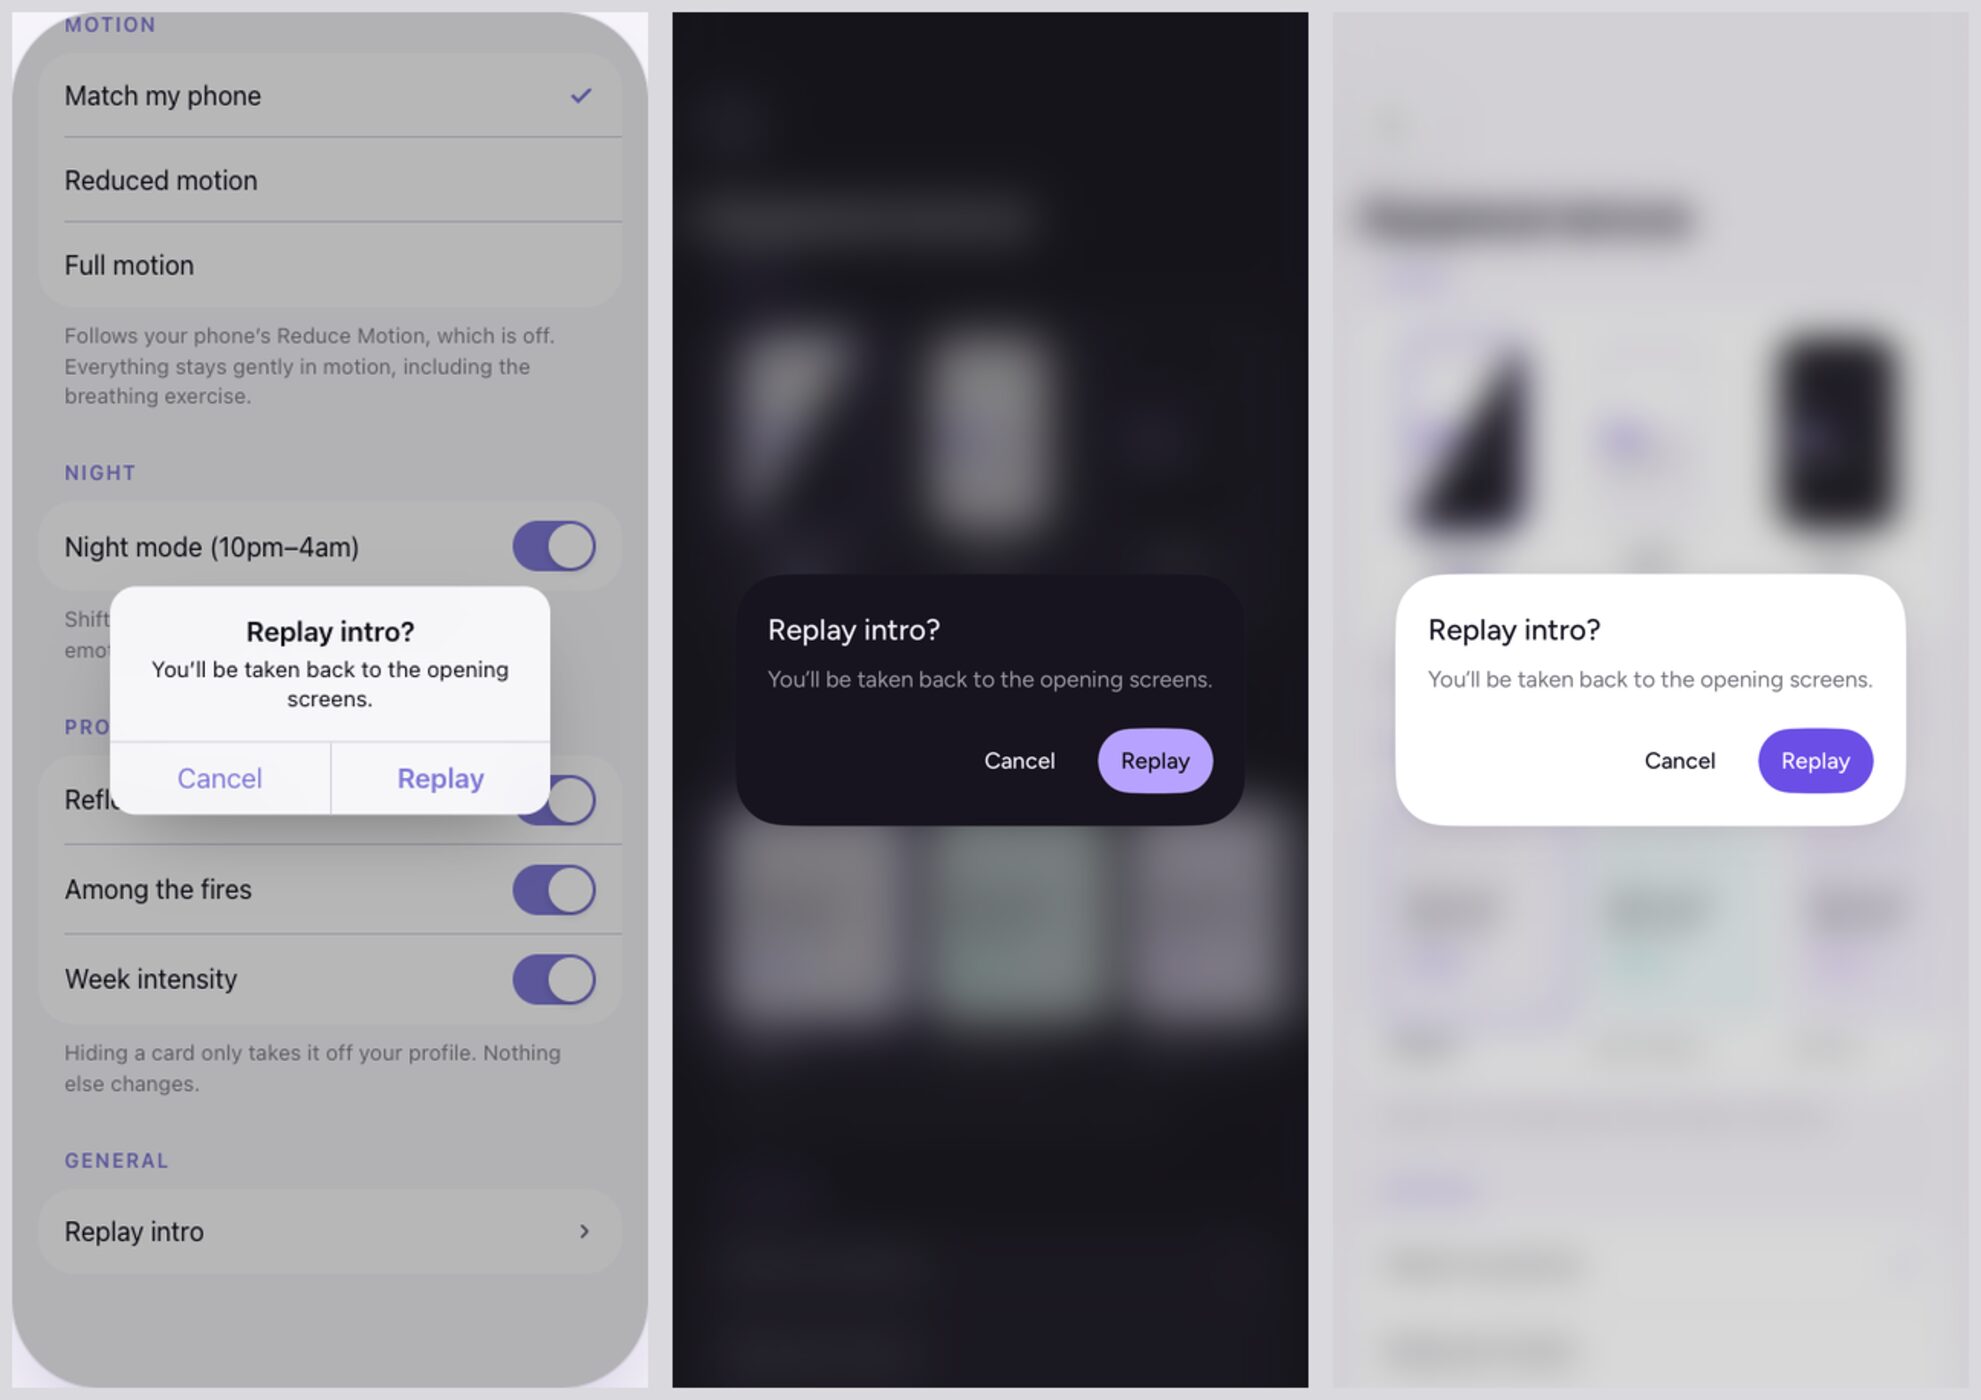 MOTION
Match my phone
Reduced motion
Full motion
Follows your phone’s Reduce Motion, which is off.
Everything stays gently in motion, including the
breathing exercise.
NIGHT
Night mode (10pm–4am)
Replay intro?
You’ll be taken back to the opening
screens.
Cancel
Replay
Among the fires
Week intensity
Hiding a card only takes it off your profile. Nothing
else changes.
GENERAL
Replay intro
Replay intro?
You’ll be taken back to the opening screens.
Cancel
Replay
Replay intro?
You’ll be taken back to the opening screens.
Cancel
Replay